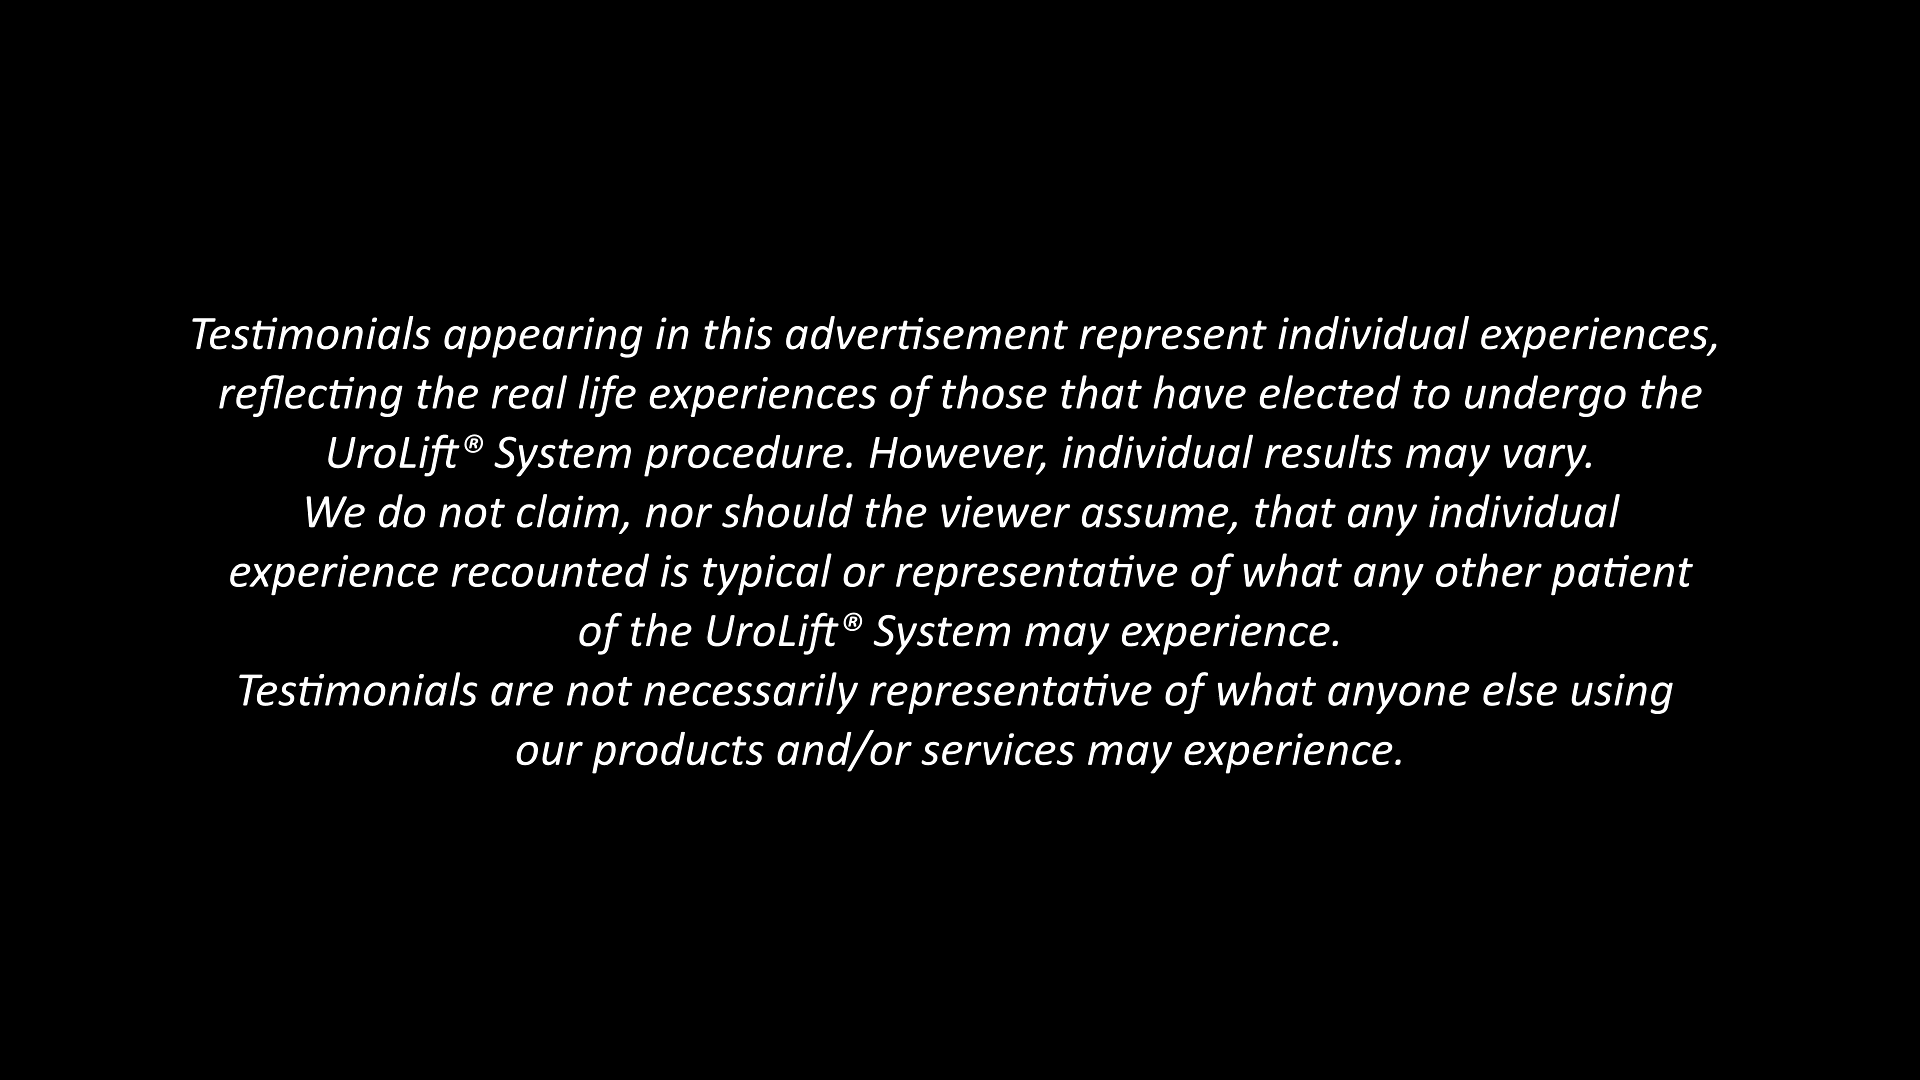 Testimonials appearing in this advertisement represent individual experiences,
reflecting the real life experiences of those that have elected to undergo the
UroLift® System procedure. However, individual results may vary.
We do not claim, nor should the viewer assume, that any individual
experience recounted is typical or representative of what any other patient
of the UroLift® System may experience.
Testimonials are not necessarily representative of what anyone else using
our products and/or services may experience.